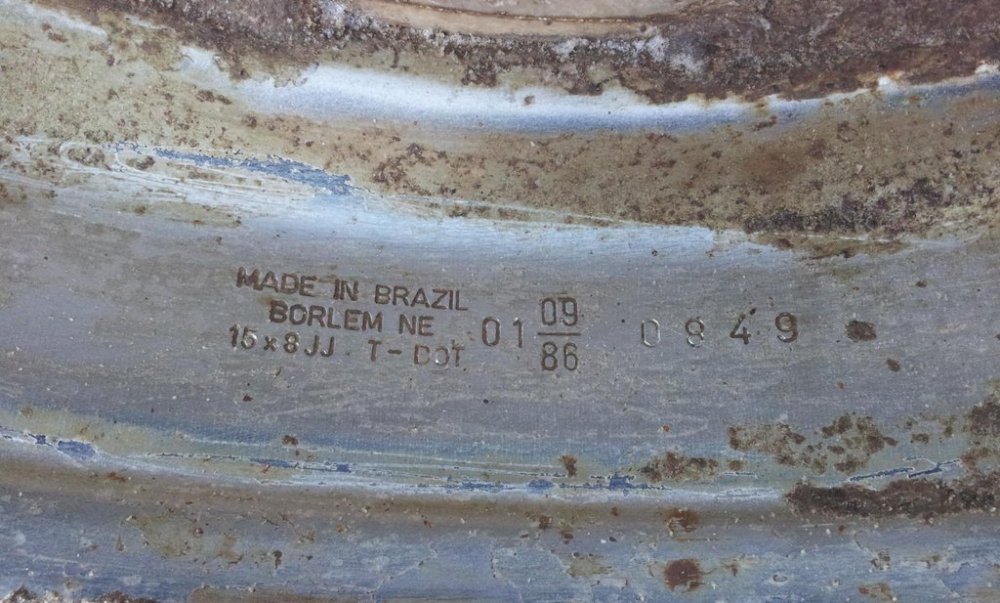 MADE IN BRAZIL
BORLEM NE
15x8JJ T-DOT
01 09/86 0849